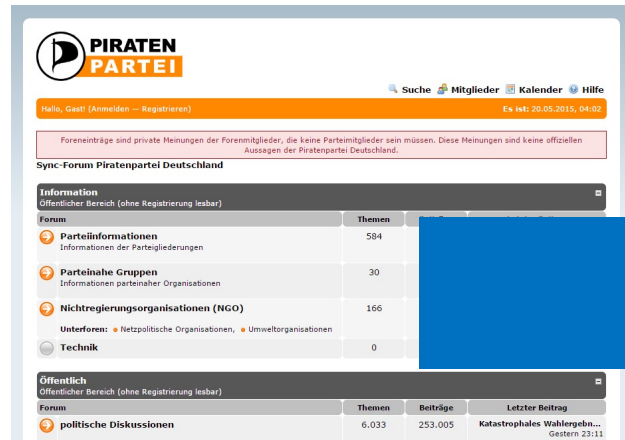 PIRATEN
PARTEI
Suche Mitglieder Kalender Hilfe
Hallo, Gast! (Anmelden — Registrieren) Es ist: 20.05.2015, 04:02
Foreneinträge sind private Meinungen der Forenmitglieder, die keine Parteimitglieder sein müssen. Diese Meinungen sind keine offiziellen
Aussagen der Piratenpartei Deutschland.
Sync-Forum Piratenpartei Deutschland
Information
Öffentlicher Bereich (ohne Registrierung lesbar)
Forum Themen
Parteiinformationen 584
Informationen der Parteigliederungen
Parteinahe Gruppen 30
Informationen parteinaher Organisationen
Nichtregierungsorganisationen (NGO) 166
Unterforen: Netzpolitische Organisationen, Umweltorganisationen
Technik 0
Öffentlich
Öffentlicher Bereich (ohne Registrierung lesbar)
Forum Themen Beiträge Letzter Beitrag
politische Diskussionen 6.033 253.005 Katastrophales Wahlergebn...
Gestern 23:11